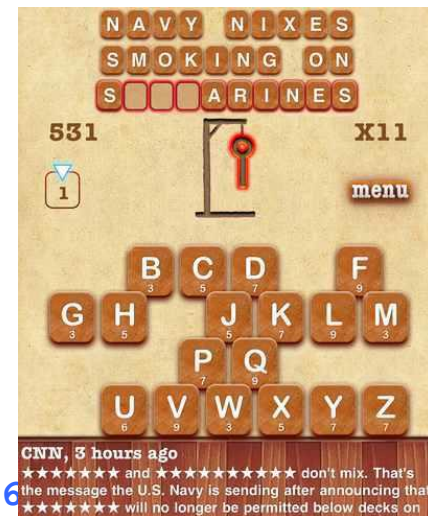 NAVY NIXES
SMOKING ON
S ARINES
531 X11
1 menu
B C D F
3 5 7 9
G H J K L M
3 5 5 7 9 3
P Q
7 9
U V W X Y Z
6 9 3 5 7 7
CNN, 3 hours ago
★★★★★★★ and ★★★★★★★★★★ don't mix. That's
6 the message the U.S. Navy is sending after announcing that
★★★★★★★ will no longer be permitted below decks on